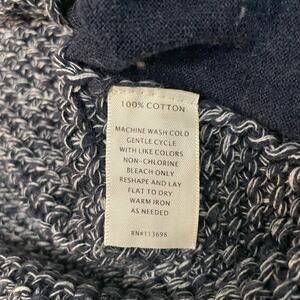 100% COTTON
MACHINE WASH COLD
GENTLE CYCLE
WITH LIKE COLORS
NON-CHLORINE
BLEACH ONLY
RESHAPE AND LAY
FLAT TO DRY
WARM IRON
AS NEEDED
RN#113698